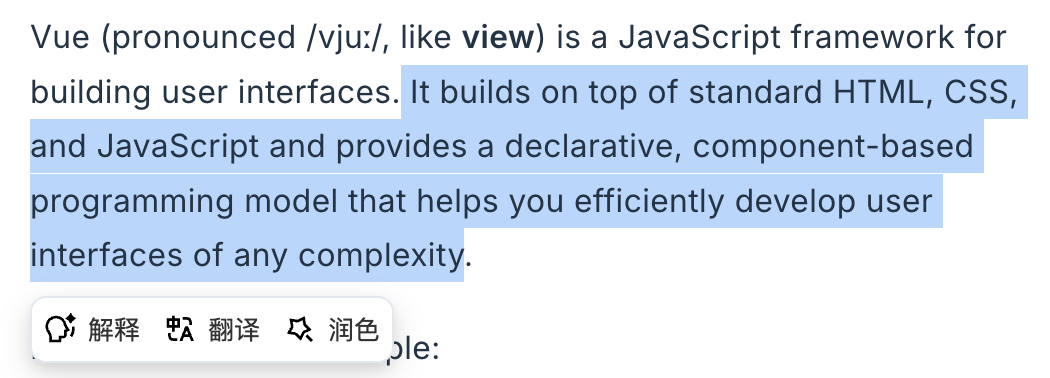 Vue (pronounced /vjuː/, like view) is a JavaScript framework for
building user interfaces. It builds on top of standard HTML, CSS,
and JavaScript and provides a declarative, component-based
programming model that helps you efficiently develop user
interfaces of any complexity.
解释 翻译 润色
ple: